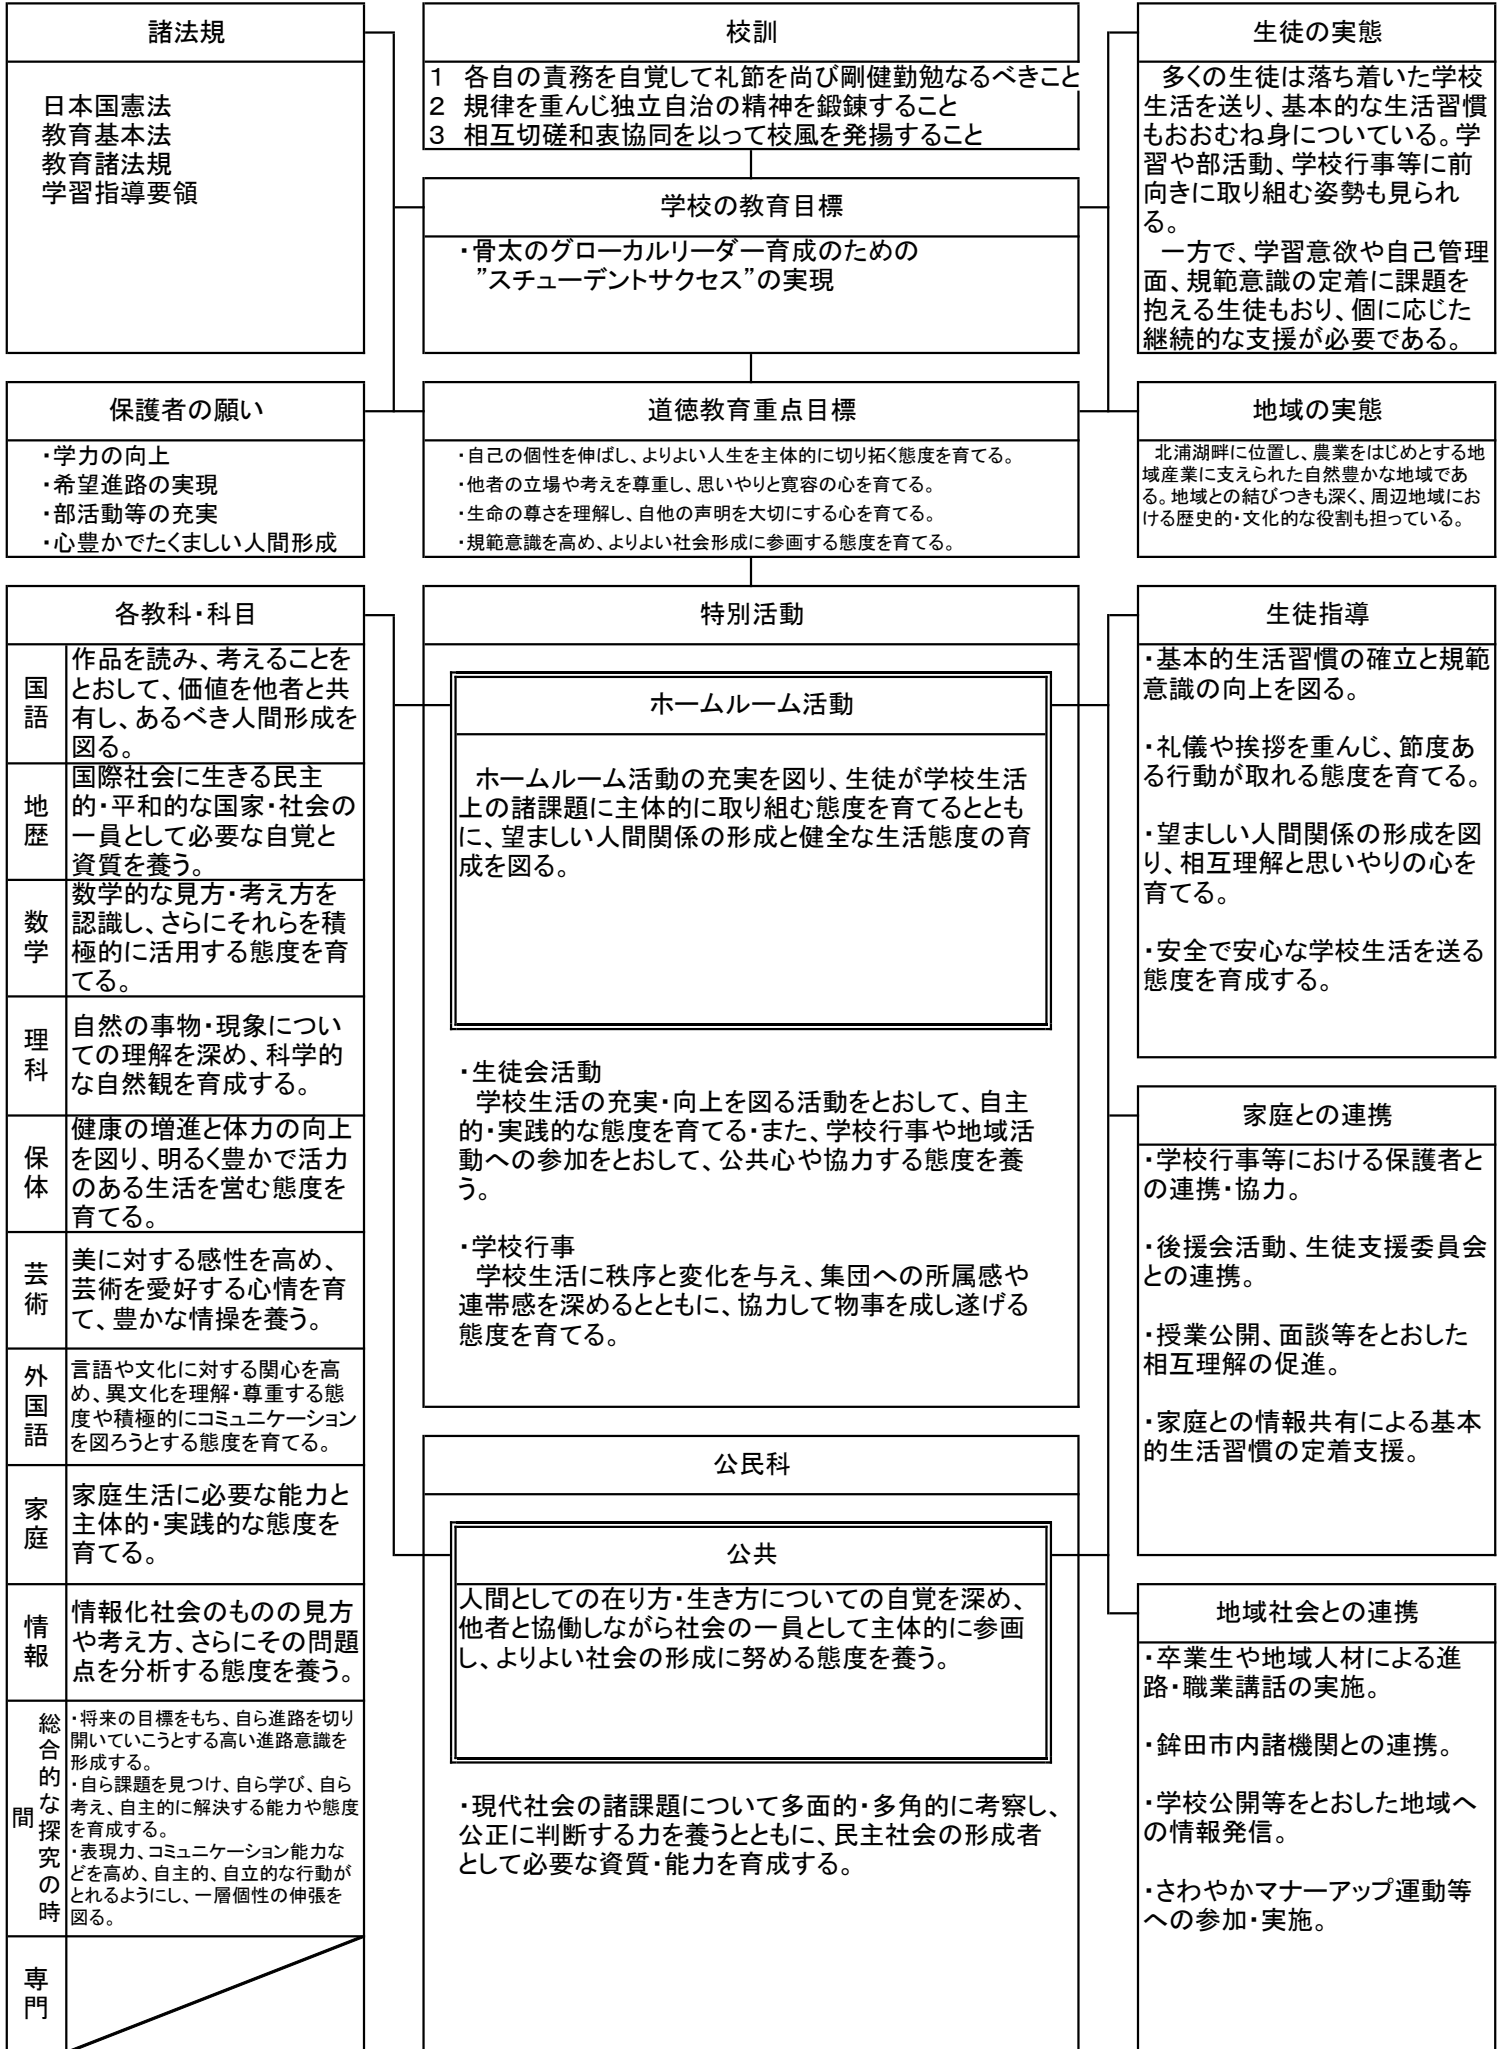 諸法規
日本国憲法
教育基本法
教育諸法規
学習指導要領
校訓
1 各自の責務を自覚して礼節を尚び剛健勤勉なるべきこと
2 規律を重んじ独立自治の精神を鍛錬すること
3 相互切磋和衷協同を以って校風を発揚すること
学校の教育目標
・骨太のグローカルリーダー育成のための
”スチューデントサクセス”の実現
生徒の実態
多くの生徒は落ち着いた学校
生活を送り、基本的な生活習慣
もおおむね身についている。学
習や部活動、学校行事等に前
向きに取り組む姿勢も見られ
る。
一方で、学習意欲や自己管理
面、規範意識の定着に課題を
抱える生徒もおり、個に応じた
継続的な支援が必要である。
保護者の願い
・学力の向上
・希望進路の実現
・部活動等の充実
・心豊かでたくましい人間形成
道徳教育重点目標
・自己の個性を伸ばし、よりよい人生を主体的に切り拓く態度を育てる。
・他者の立場や考えを尊重し、思いやりと寛容の心を育てる。
・生命の尊さを理解し、自他の声明を大切にする心を育てる。
・規範意識を高め、よりよい社会形成に参画する態度を育てる。
地域の実態
北浦湖畔に位置し、農業をはじめとする地
域産業に支えられた自然豊かな地域であ
る。地域との結びつきも深く、周辺地域にお
ける歴史的・文化的な役割も担っている。
各教科・科目
国語
作品を読み、考えることを
とおして、価値を他者と共
有し、あるべき人間形成を
図る。
地歴
国際社会に生きる民主
的・平和的な国家・社会の
一員として必要な自覚と
資質を養う。
数学
数学的な見方・考え方を
認識し、さらにそれらを積
極的に活用する態度を育
てる。
理科
自然の事物・現象につい
ての理解を深め、科学的
な自然観を育成する。
保体
健康の増進と体力の向上
を図り、明るく豊かで活力
のある生活を営む態度を
育てる。
芸術
美に対する感性を高め、
芸術を愛好する心情を育
て、豊かな情操を養う。
外国語
言語や文化に対する関心を高
め、異文化を理解・尊重する態
度や積極的にコミュニケーション
を図ろうとする態度を育てる。
家庭
家庭生活に必要な能力と
主体的・実践的な態度を
育てる。
情報
情報化社会のものの見方
や考え方、さらにその問題
点を分析する態度を養う。
総合的な探究の時
間
・将来の目標をもち、自ら進路を切り
開いていこうとする高い進路意識を
形成する。
・自ら課題を見つけ、自ら学び、自ら
考え、自主的に解決する能力や態度
を育成する。
・表現力、コミュニケーション能力な
どを高め、自主的、自立的な行動が
とれるようにし、一層個性の伸張を
図る。
専門
特別活動
ホームルーム活動
ホームルーム活動の充実を図り、生徒が学校生活
上の諸課題に主体的に取り組む態度を育てるととも
に、望ましい人間関係の形成と健全な生活態度の育
成を図る。
・生徒会活動
学校生活の充実・向上を図る活動をとおして、自主
的・実践的な態度を育てる・また、学校行事や地域活
動への参加をとおして、公共心や協力する態度を養
う。
・学校行事
学校生活に秩序と変化を与え、集団への所属感や
連帯感を深めるとともに、協力して物事を成し遂げる
態度を育てる。
公民科
公共
人間としての在り方・生き方についての自覚を深め、
他者と協働しながら社会の一員として主体的に参画
し、よりよい社会の形成に努める態度を養う。
・現代社会の諸課題について多面的・多角的に考察し、
公正に判断する力を養うとともに、民主社会の形成者
として必要な資質・能力を育成する。
生徒指導
・基本的生活習慣の確立と規範
意識の向上を図る。
・礼儀や挨拶を重んじ、節度あ
る行動が取れる態度を育てる。
・望ましい人間関係の形成を図
り、相互理解と思いやりの心を
育てる。
・安全で安心な学校生活を送る
態度を育成する。
家庭との連携
・学校行事等における保護者と
の連携・協力。
・後援会活動、生徒支援委員会
との連携。
・授業公開、面談等をとおした
相互理解の促進。
・家庭との情報共有による基本
的生活習慣の定着支援。
地域社会との連携
・卒業生や地域人材による進
路・職業講話の実施。
・鉾田市内諸機関との連携。
・学校公開等をとおした地域へ
の情報発信。
・さわやかマナーアップ運動等
への参加・実施。